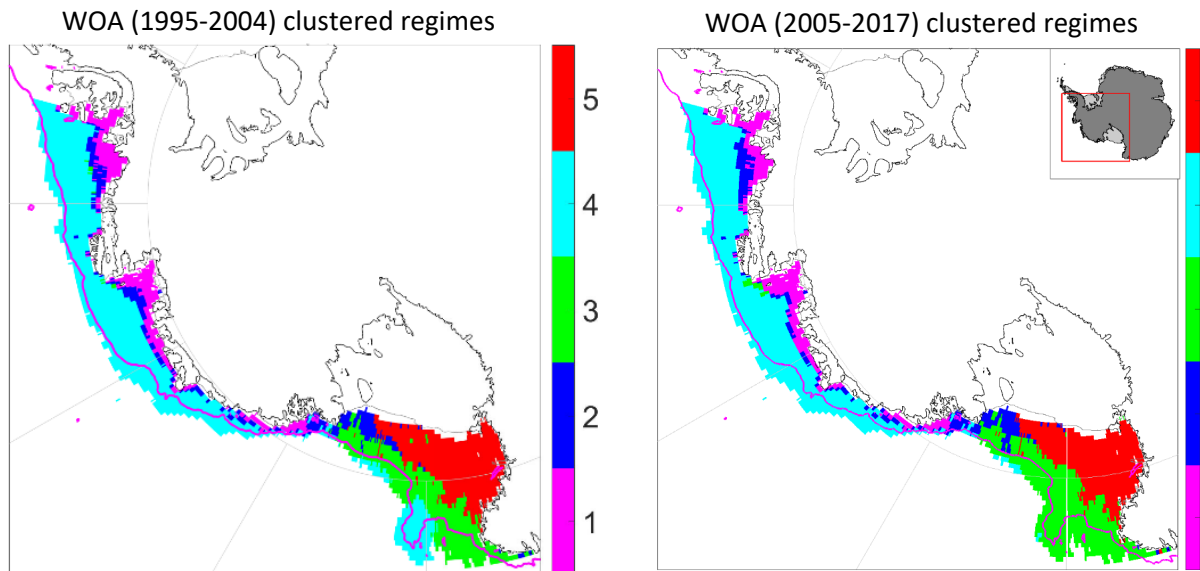 WOA (1995-2004) clustered regimes
WOA (2005-2017) clustered regimes
5
4
3
2
1